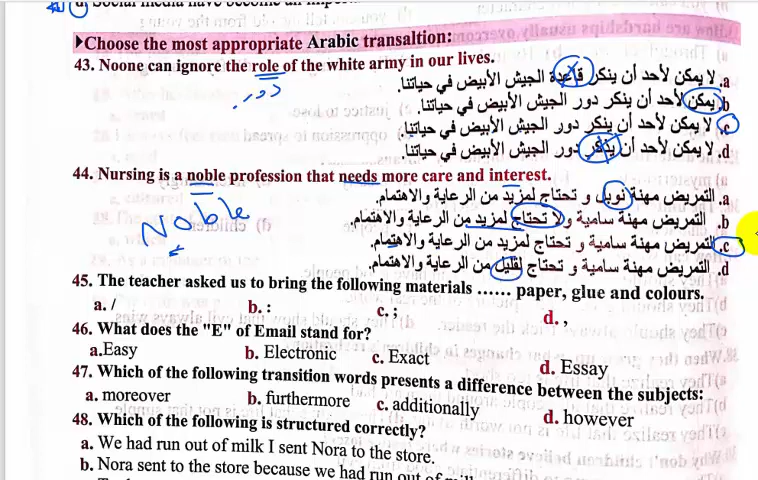 ▶Choose the most appropriate Arabic transaltion:
43. Noone can ignore the role of the white army in our lives.
دور
a. لا يمكن لأحد أن ينكر قاعدة الجيش الأبيض في حياتنا.
b. يمكن لأحد أن ينكر دور الجيش الأبيض في حياتنا.
c. لا يمكن لأحد أن ينكر دور الجيش الأبيض في حياتنا.
d. لا يمكن لأحد أن يذكر دور الجيش الأبيض في حياتنا.
44. Nursing is a noble profession that needs more care and interest.
Noble
a. التمريض مهنة نوبل و تحتاج لمزيد من الرعاية والاهتمام.
b. التمريض مهنة سامية ولا تحتاج لمزيد من الرعاية والاهتمام.
c. التمريض مهنة سامية و تحتاج لمزيد من الرعاية والاهتمام.
d. التمريض مهنة سامية و تحتاج لقليل من الرعاية والاهتمام.
45. The teacher asked us to bring the following materials ...... paper, glue and colours.
a. / b. : c. ; d. ,
46. What does the "E" of Email stand for?
a.Easy b. Electronic c. Exact d. Essay
47. Which of the following transition words presents a difference between the subjects:
a. moreover b. furthermore c. additionally d. however
48. Which of the following is structured correctly?
a. We had run out of milk I sent Nora to the store.
b. Nora sent to the store because we had run out of milk